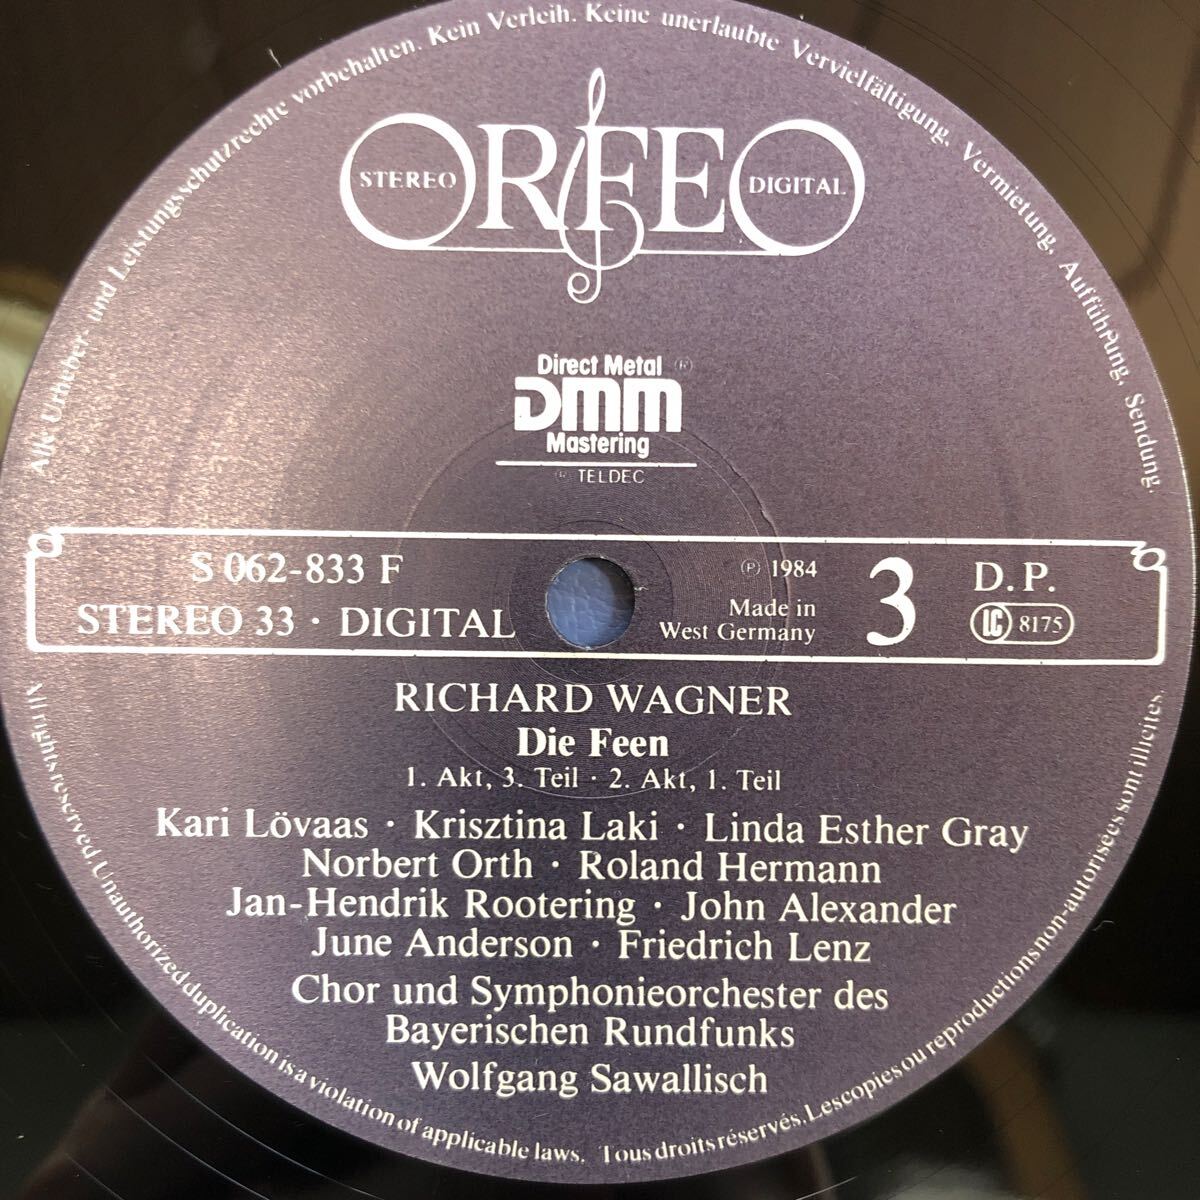 Alle Urheber- und Leistungsschutzrechte vorbehalten. Kein Verleih. Keine unerlaubte Vervielfältigung, Vermietung, Aufführung, Sendung.
ORFEO
STEREO
DIGITAL
Direct Metal ®
DMM
Mastering
® TELDEC
S 062-833 F
STEREO 33 · DIGITAL
℗ 1984
Made in
West Germany
3
D.P.
LC 8175
RICHARD WAGNER
Die Feen
1. Akt, 3. Teil · 2. Akt, 1. Teil
Kari Lövaas · Krisztina Laki · Linda Esther Gray
Norbert Orth · Roland Hermann
Jan-Hendrik Rootering · John Alexander
June Anderson · Friedrich Lenz
Chor und Symphonieorchester des
Bayerischen Rundfunks
Wolfgang Sawallisch
All rights reserved Unauthorized duplication is a violation of applicable laws. Tous droits réservés. Les copies ou reproductions non-autorisées sont illicites.